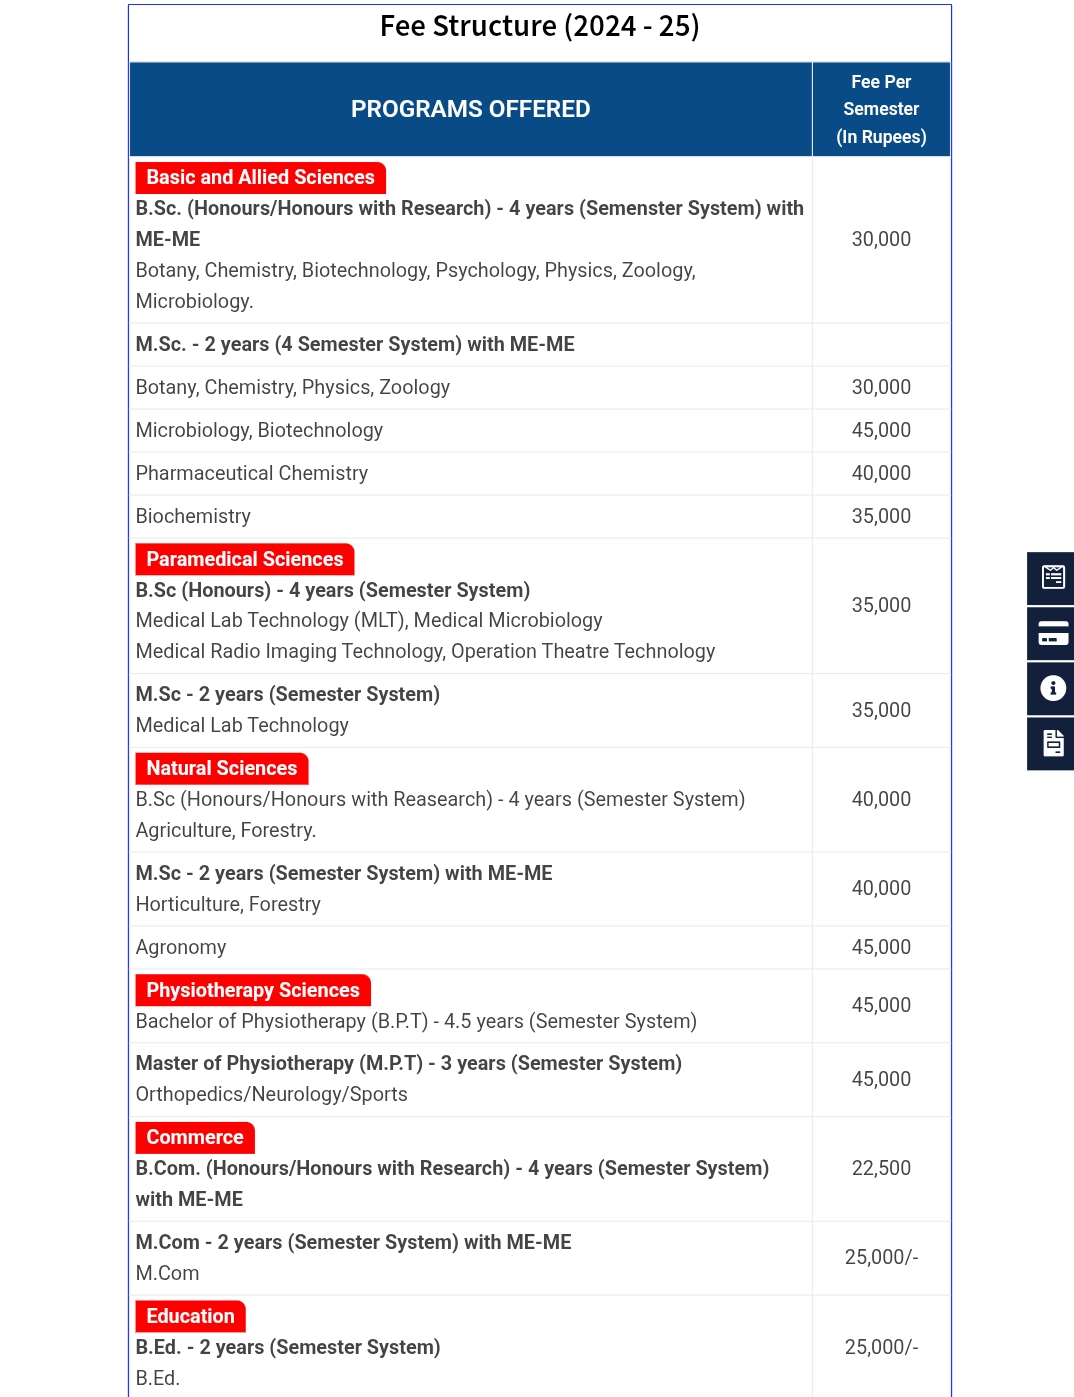 Fee Structure (2024 - 25)
PROGRAMS OFFERED
Fee Per
Semester
(In Rupees)
Basic and Allied Sciences
B.Sc. (Honours/Honours with Research) - 4 years (Semenster System) with
ME-ME
Botany, Chemistry, Biotechnology, Psychology, Physics, Zoology,
Microbiology.
30,000
M.Sc. - 2 years (4 Semester System) with ME-ME
Botany, Chemistry, Physics, Zoology
30,000
Microbiology, Biotechnology
45,000
Pharmaceutical Chemistry
40,000
Biochemistry
35,000
Paramedical Sciences
B.Sc (Honours) - 4 years (Semester System)
Medical Lab Technology (MLT), Medical Microbiology
Medical Radio Imaging Technology, Operation Theatre Technology
35,000
M.Sc - 2 years (Semester System)
Medical Lab Technology
35,000
Natural Sciences
B.Sc (Honours/Honours with Reasearch) - 4 years (Semester System)
Agriculture, Forestry.
40,000
M.Sc - 2 years (Semester System) with ME-ME
Horticulture, Forestry
40,000
Agronomy
45,000
Physiotherapy Sciences
Bachelor of Physiotherapy (B.P.T) - 4.5 years (Semester System)
45,000
Master of Physiotherapy (M.P.T) - 3 years (Semester System)
Orthopedics/Neurology/Sports
45,000
Commerce
B.Com. (Honours/Honours with Research) - 4 years (Semester System)
with ME-ME
22,500
M.Com - 2 years (Semester System) with ME-ME
M.Com
25,000/-
Education
B.Ed. - 2 years (Semester System)
B.Ed.
25,000/-